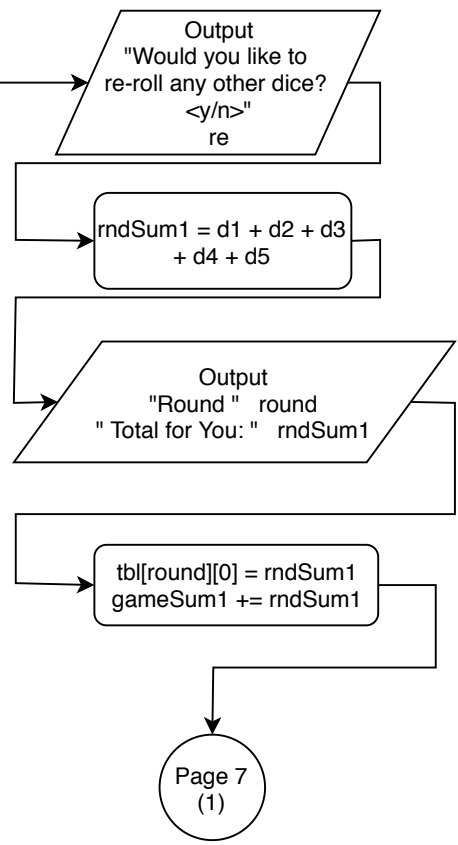 Output
"Would you like to
re-roll any other dice?
<y/n>"
re
rndSum1 = d1 + d2 + d3
+ d4 + d5
Output
"Round " round
" Total for You: " rndSum1
tbl[round][0] = rndSum1
gameSum1 += rndSum1
Page 7
(1)